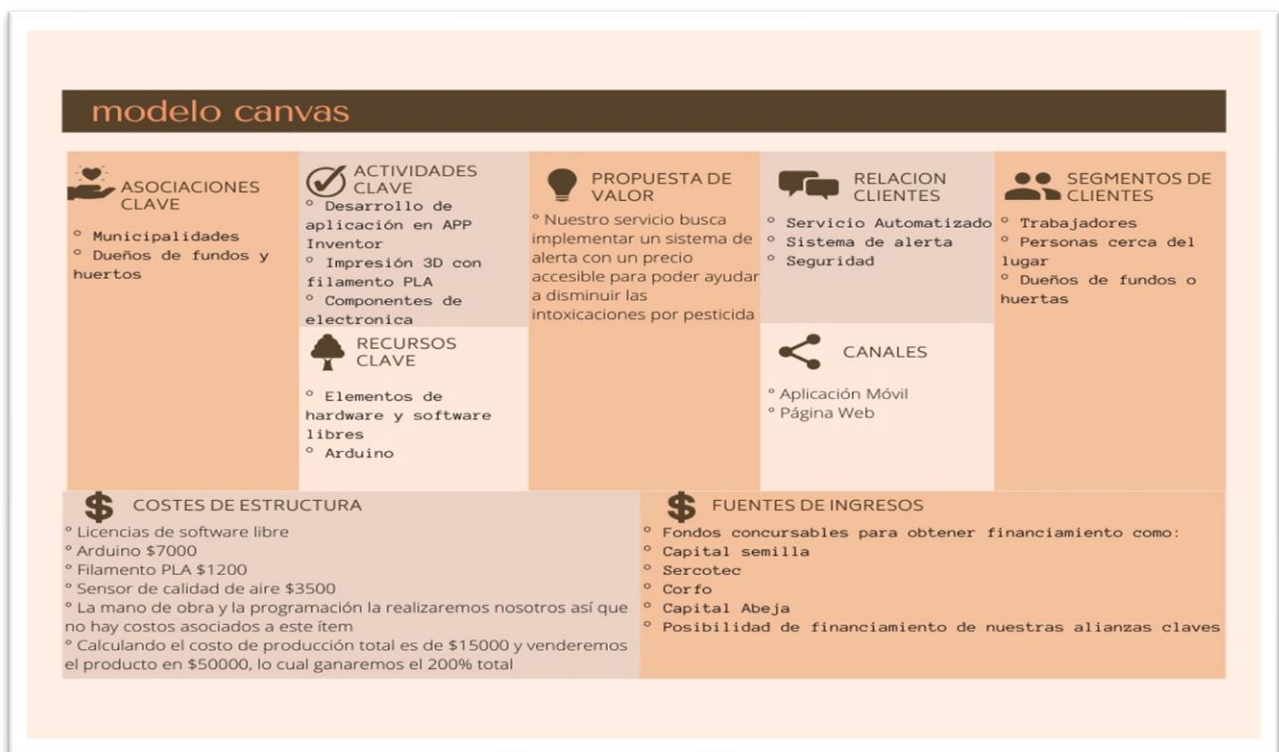 modelo canvas
ASOCIACIONES
CLAVE
° Municipalidades
° Dueños de fundos y
huertos
ACTIVIDADES
CLAVE
° Desarrollo de
aplicación en APP
Inventor
° Impresión 3D con
filamento PLA
° Componentes de
electronica
RECURSOS
CLAVE
° Elementos de
hardware y software
libres
° Arduino
PROPUESTA DE
VALOR
° Nuestro servicio busca
implementar un sistema de
alerta con un precio
accesible para poder ayudar
a disminuir las
intoxicaciones por pesticida
RELACION
CLIENTES
° Servicio Automatizado
° Sistema de alerta
° Seguridad
CANALES
° Aplicación Móvil
° Página Web
SEGMENTOS DE
CLIENTES
° Trabajadores
° Personas cerca del
lugar
° Dueños de fundos o
huertas
COSTES DE ESTRUCTURA
° Licencias de software libre
° Arduino $7000
° Filamento PLA $1200
° Sensor de calidad de aire $3500
° La mano de obra y la programación la realizaremos nosotros así que
no hay costos asociados a este ítem
° Calculando el costo de producción total es de $15000 y venderemos
el producto en $50000, lo cual ganaremos el 200% total
FUENTES DE INGRESOS
° Fondos concursables para obtener financiamiento como:
° Capital semilla
° Sercotec
° Corfo
° Capital Abeja
° Posibilidad de financiamiento de nuestras alianzas claves